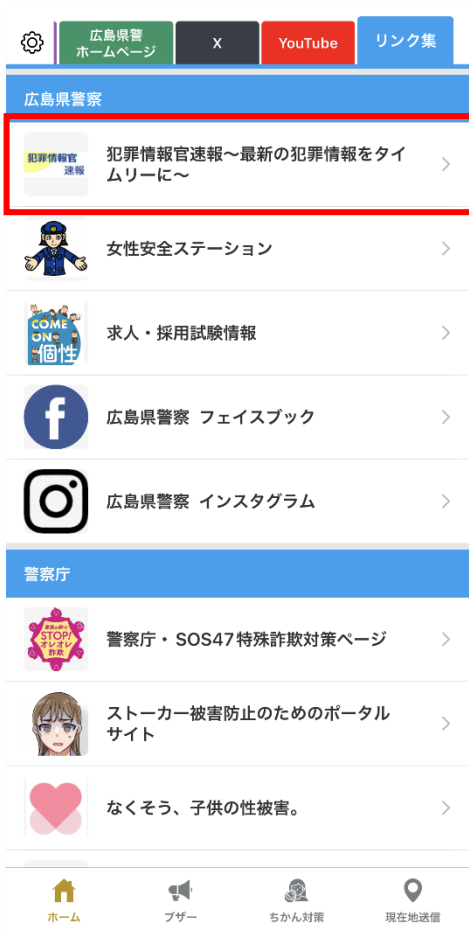 広島県警
ホームページ
X
YouTube
リンク集
広島県警察
犯罪情報官
速報
犯罪情報官速報〜最新の犯罪情報をタイ
ムリーに〜
女性安全ステーション
COME
ON
個性
求人・採用試験情報
広島県警察 フェイスブック
広島県警察 インスタグラム
警察庁
STOP!
オレオレ
詐欺
警察庁・SOS47特殊詐欺対策ページ
ストーカー被害防止のためのポータル
サイト
なくそう、子供の性被害。
ホーム
ブザー
ちかん対策
現在地送信